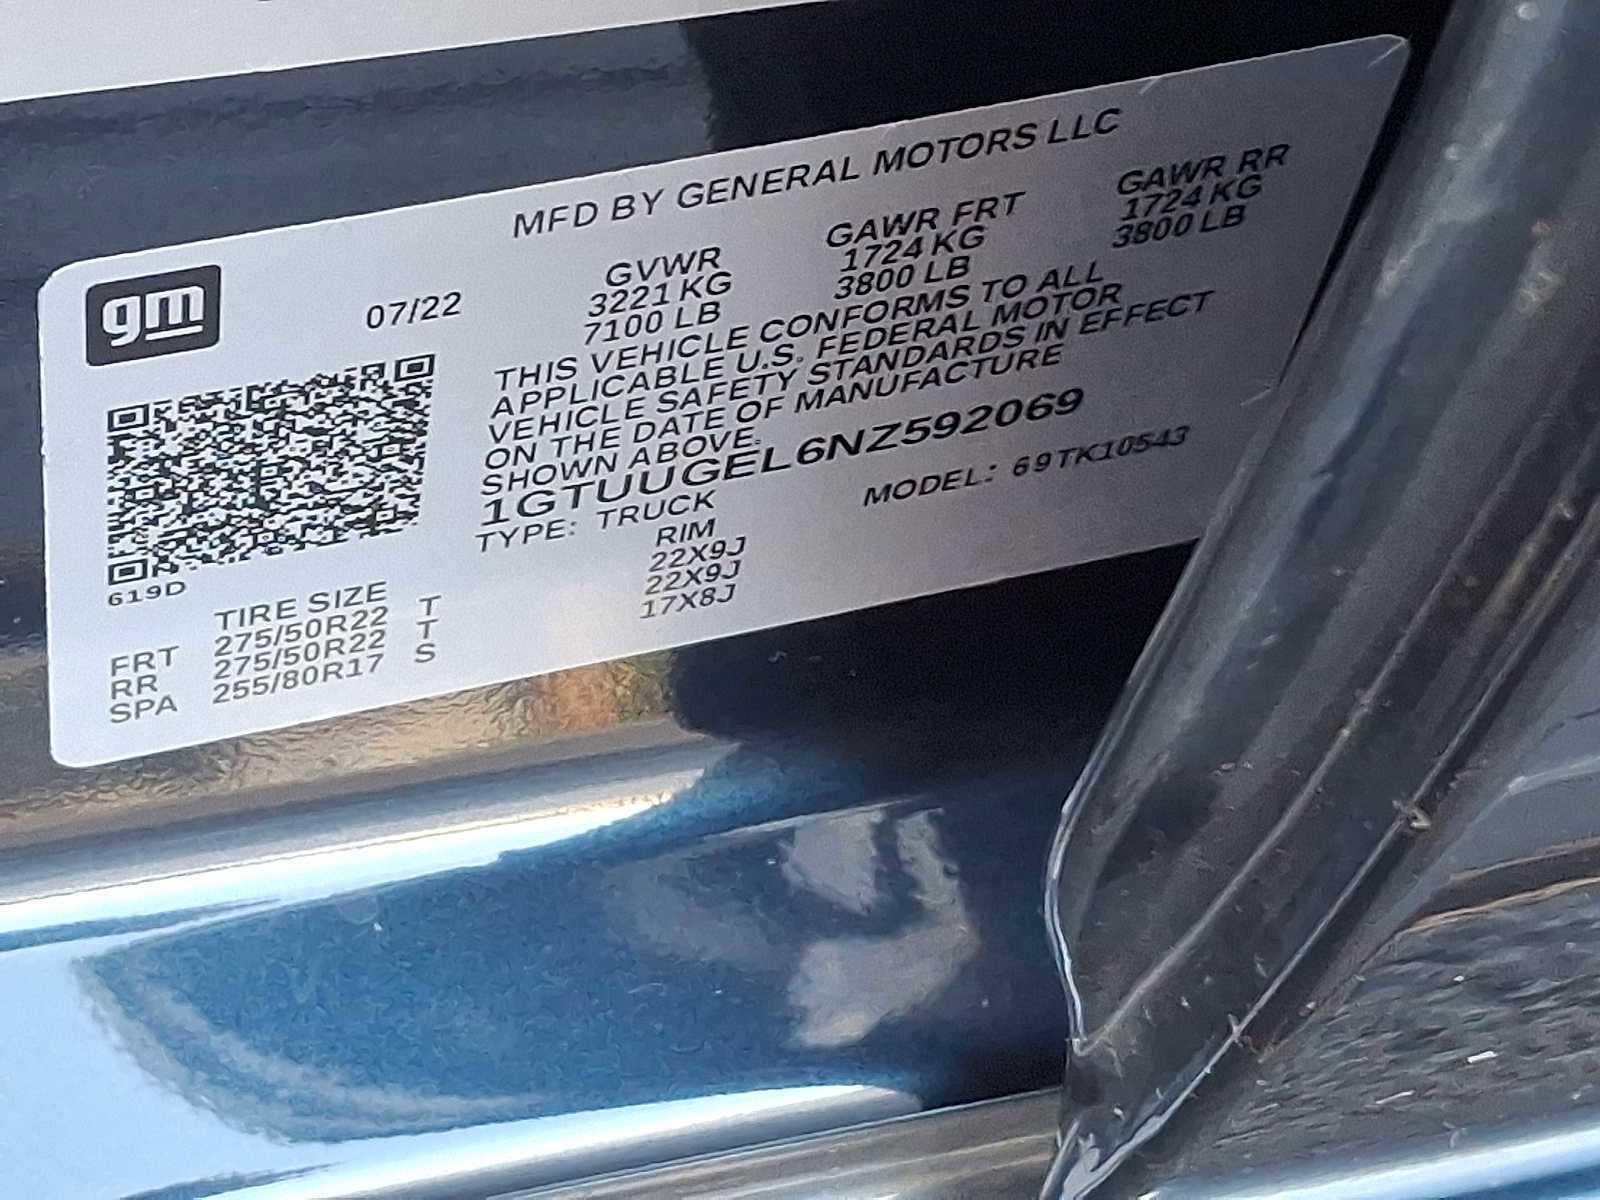 MFD BY GENERAL MOTORS LLC
gm
07/22
GVWR GAWR FRT GAWR RR
3221 KG 1724 KG 1724 KG
7100 LB 3800 LB 3800 LB
THIS VEHICLE CONFORMS TO ALL
APPLICABLE U.S. FEDERAL MOTOR
VEHICLE SAFETY STANDARDS IN EFFECT
ON THE DATE OF MANUFACTURE
SHOWN ABOVE.
1GTUUGEL6NZ592069
TYPE: TRUCK MODEL: 69TK10543
619D
TIRE SIZE RIM
FRT 275/50R22 T 22X9J
RR 275/50R22 T 22X9J
SPA 255/80R17 S 17X8J